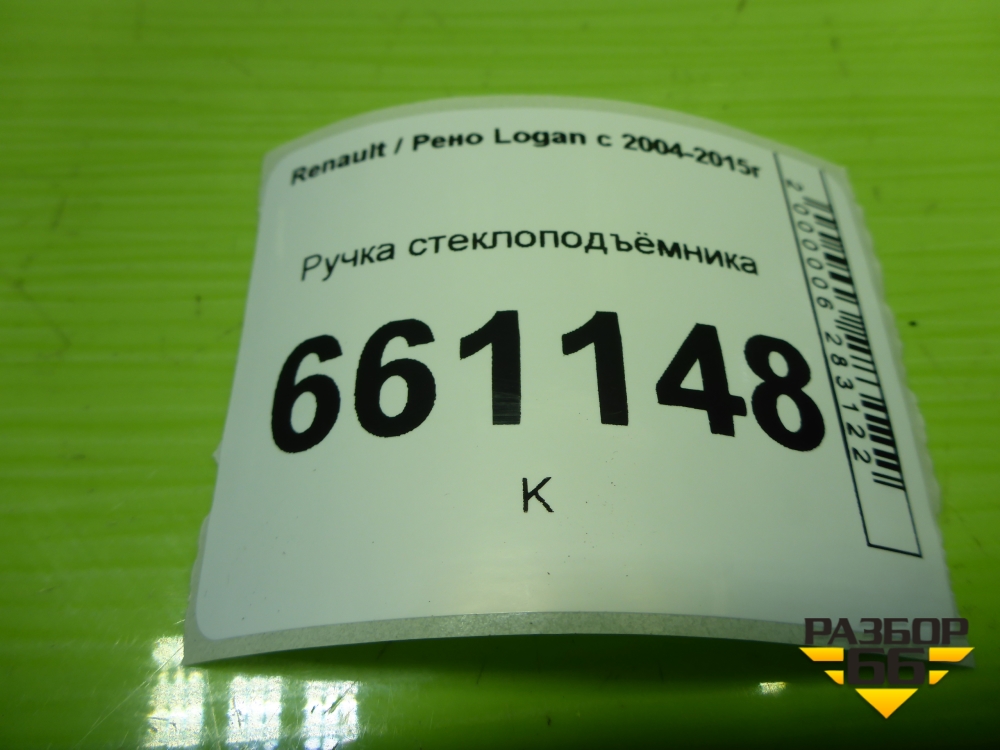 Renault / Рено Logan с 2004-2015г
Ручка стеклоподъёмника
661148
К
2000006283122
РАЗБОР
66